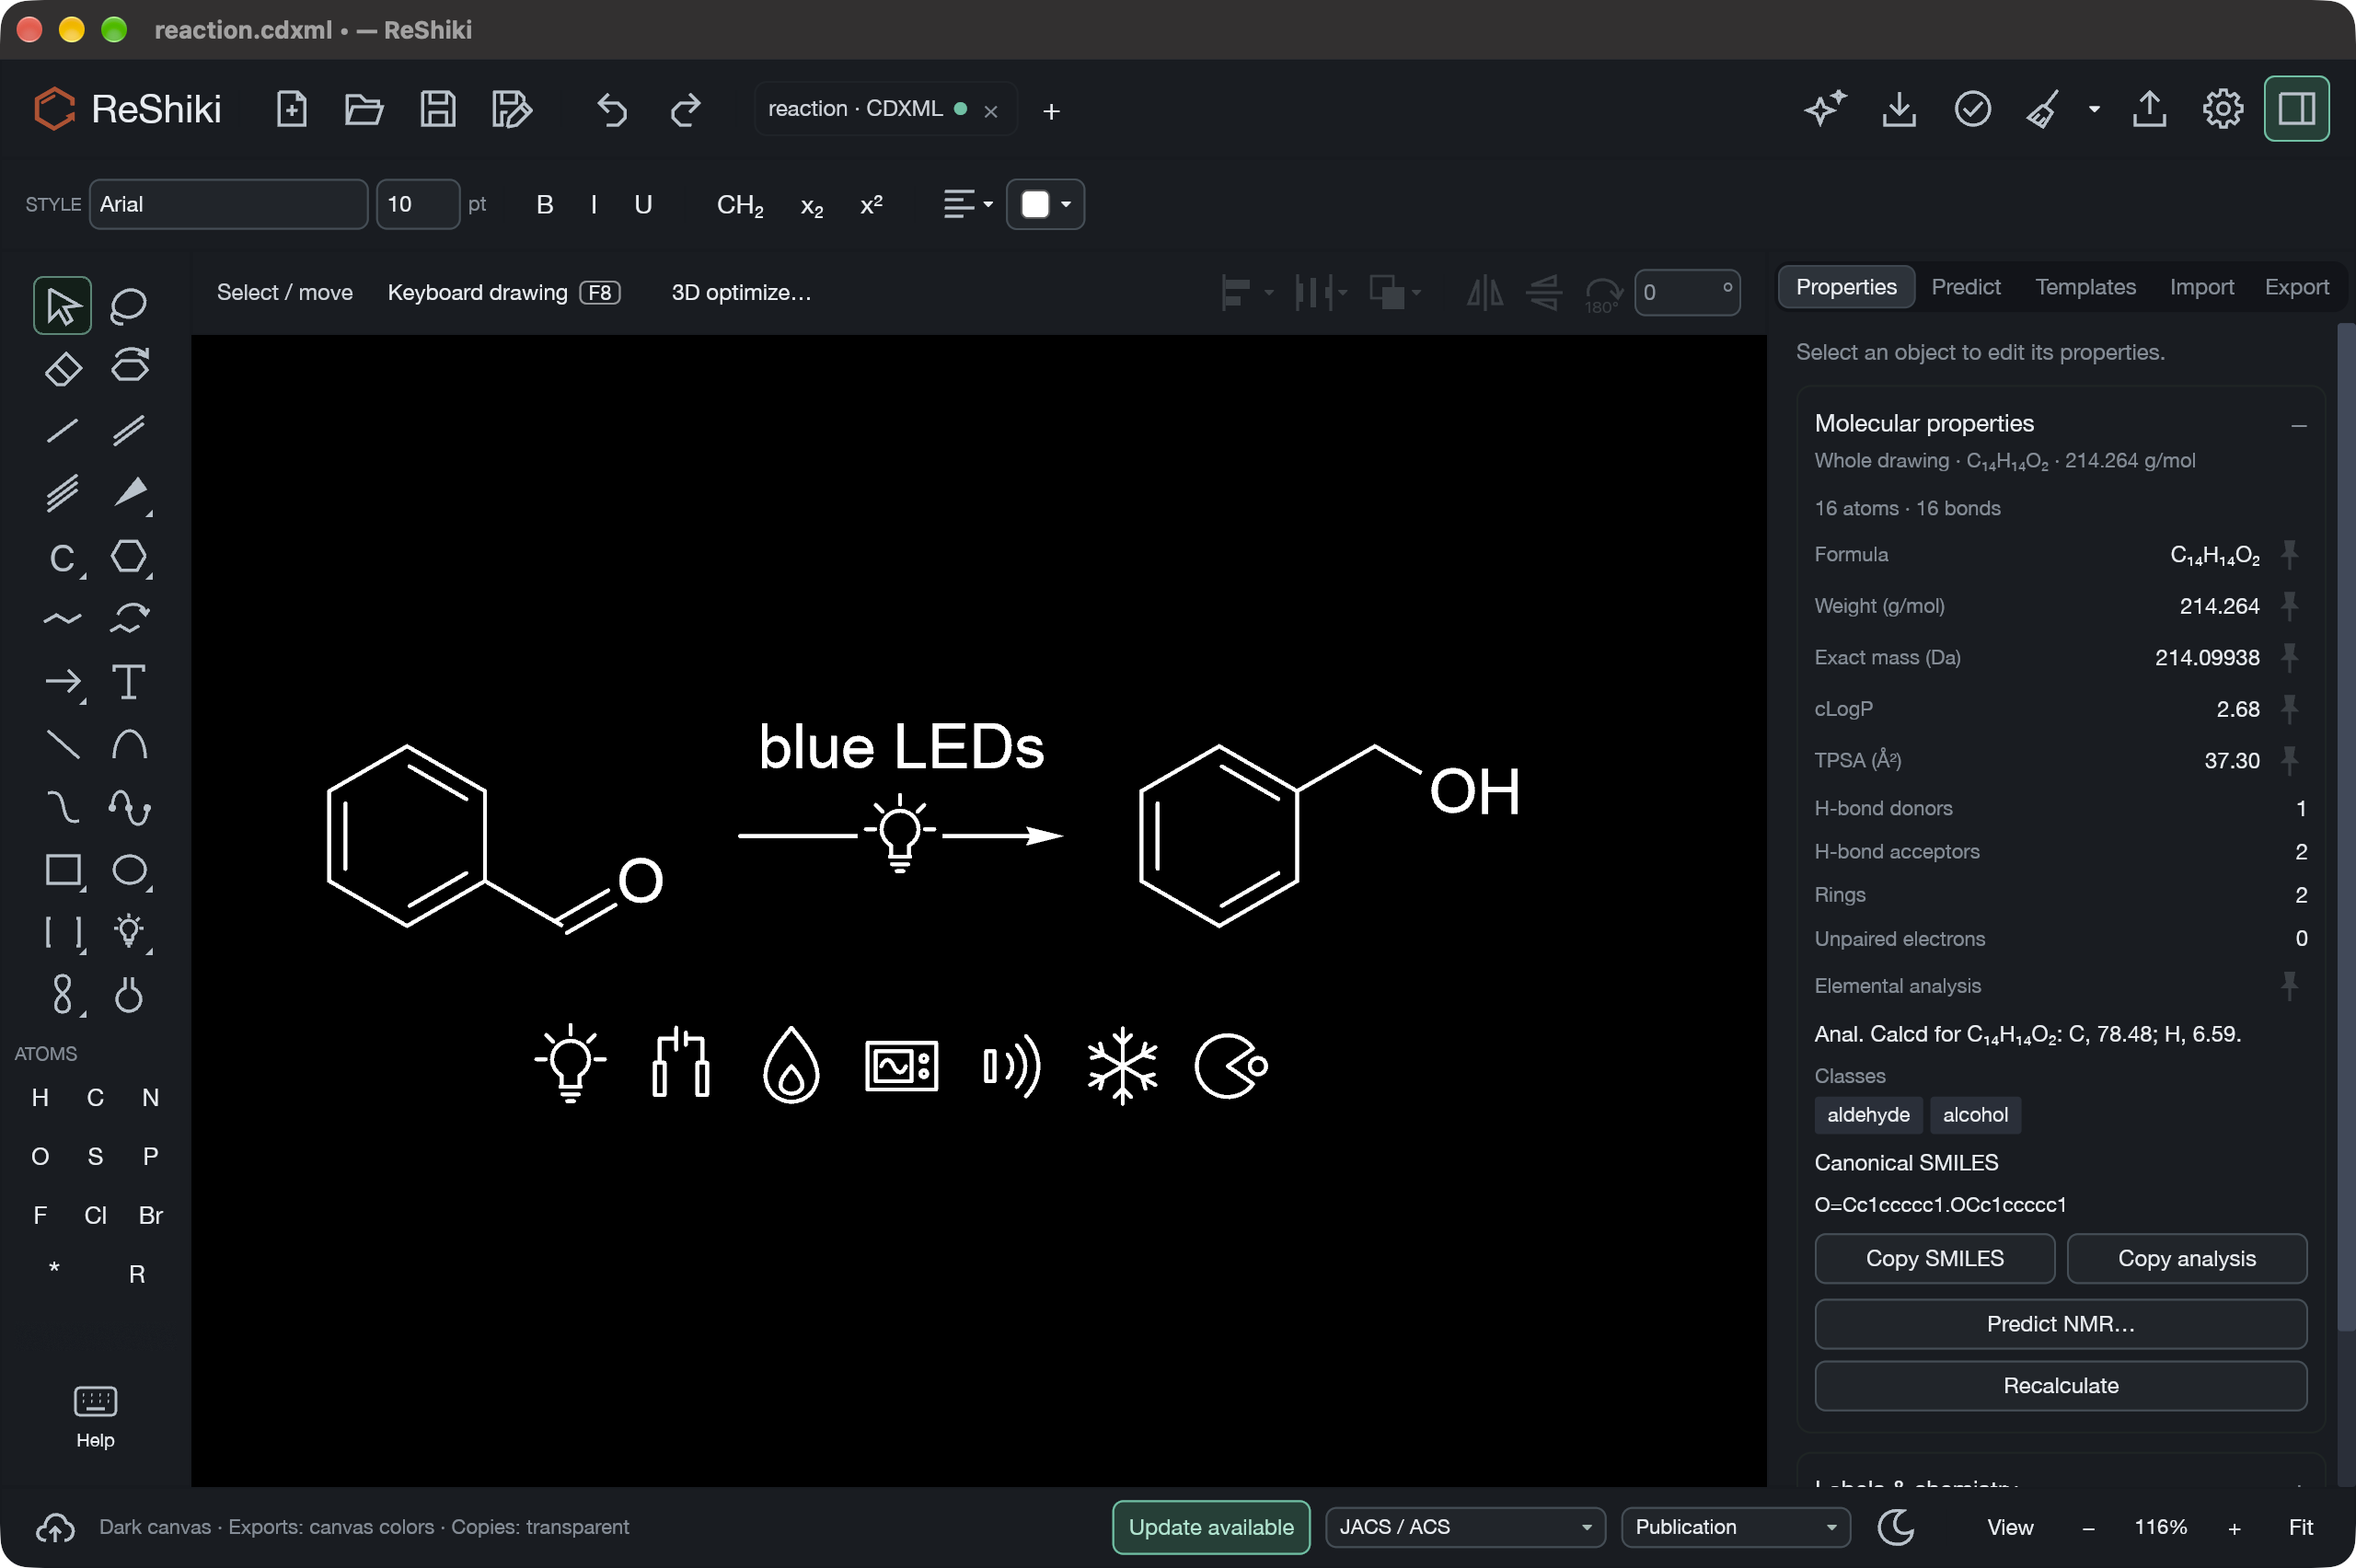 reaction.cdxml • — ReShiki
ReShiki
reaction · CDXML
STYLE Arial 10 pt B I U CH₂ x₂ x²
Select / move Keyboard drawing F8 3D optimize…
180° 0 °
Properties Predict Templates Import Export
Select an object to edit its properties.
Molecular properties
Whole drawing · C₁₄H₁₄O₂ · 214.264 g/mol
16 atoms · 16 bonds
Formula C₁₄H₁₄O₂
Weight (g/mol) 214.264
Exact mass (Da) 214.09938
cLogP 2.68
TPSA (Å²) 37.30
H-bond donors 1
H-bond acceptors 2
Rings 2
Unpaired electrons 0
Elemental analysis
Anal. Calcd for C₁₄H₁₄O₂: C, 78.48; H, 6.59.
Classes
aldehyde alcohol
Canonical SMILES
O=Cc1ccccc1.OCc1ccccc1
Copy SMILES Copy analysis
Predict NMR…
Recalculate
Labels & chemistry
C
T
[ ]
ATOMS
H C N
O S P
F Cl Br
* R
Help
blue LEDs
O
OH
Dark canvas · Exports: canvas colors · Copies: transparent
Update available JACS / ACS Publication View − 116% + Fit